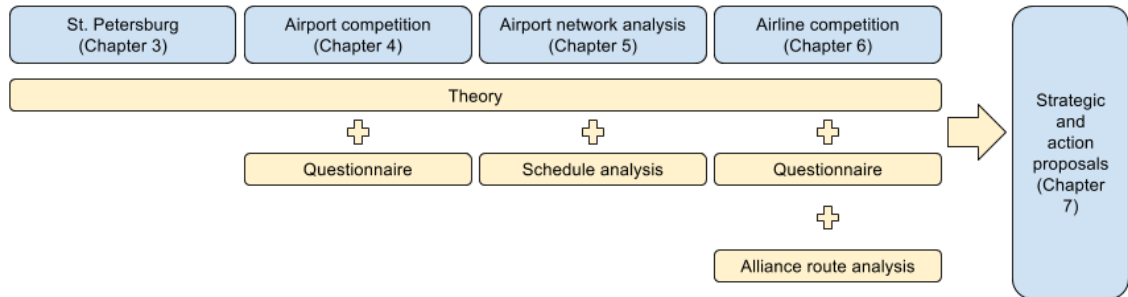 St. Petersburg
(Chapter 3)
Airport competition
(Chapter 4)
Airport network analysis
(Chapter 5)
Airline competition
(Chapter 6)
Theory
Questionnaire
Schedule analysis
Questionnaire
Alliance route analysis
Strategic
and
action
proposals
(Chapter
7)